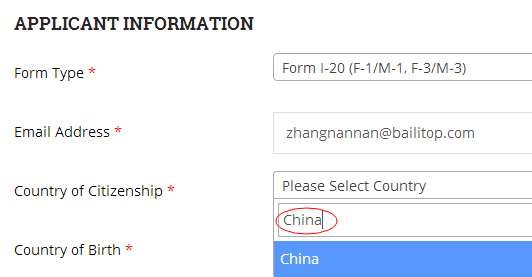 APPLICANT INFORMATION
Form Type * Form I-20 (F-1/M-1, F-3/M-3)
Email Address * zhangnannan@bailitop.com
Country of Citizenship * Please Select Country
China
Country of Birth * China